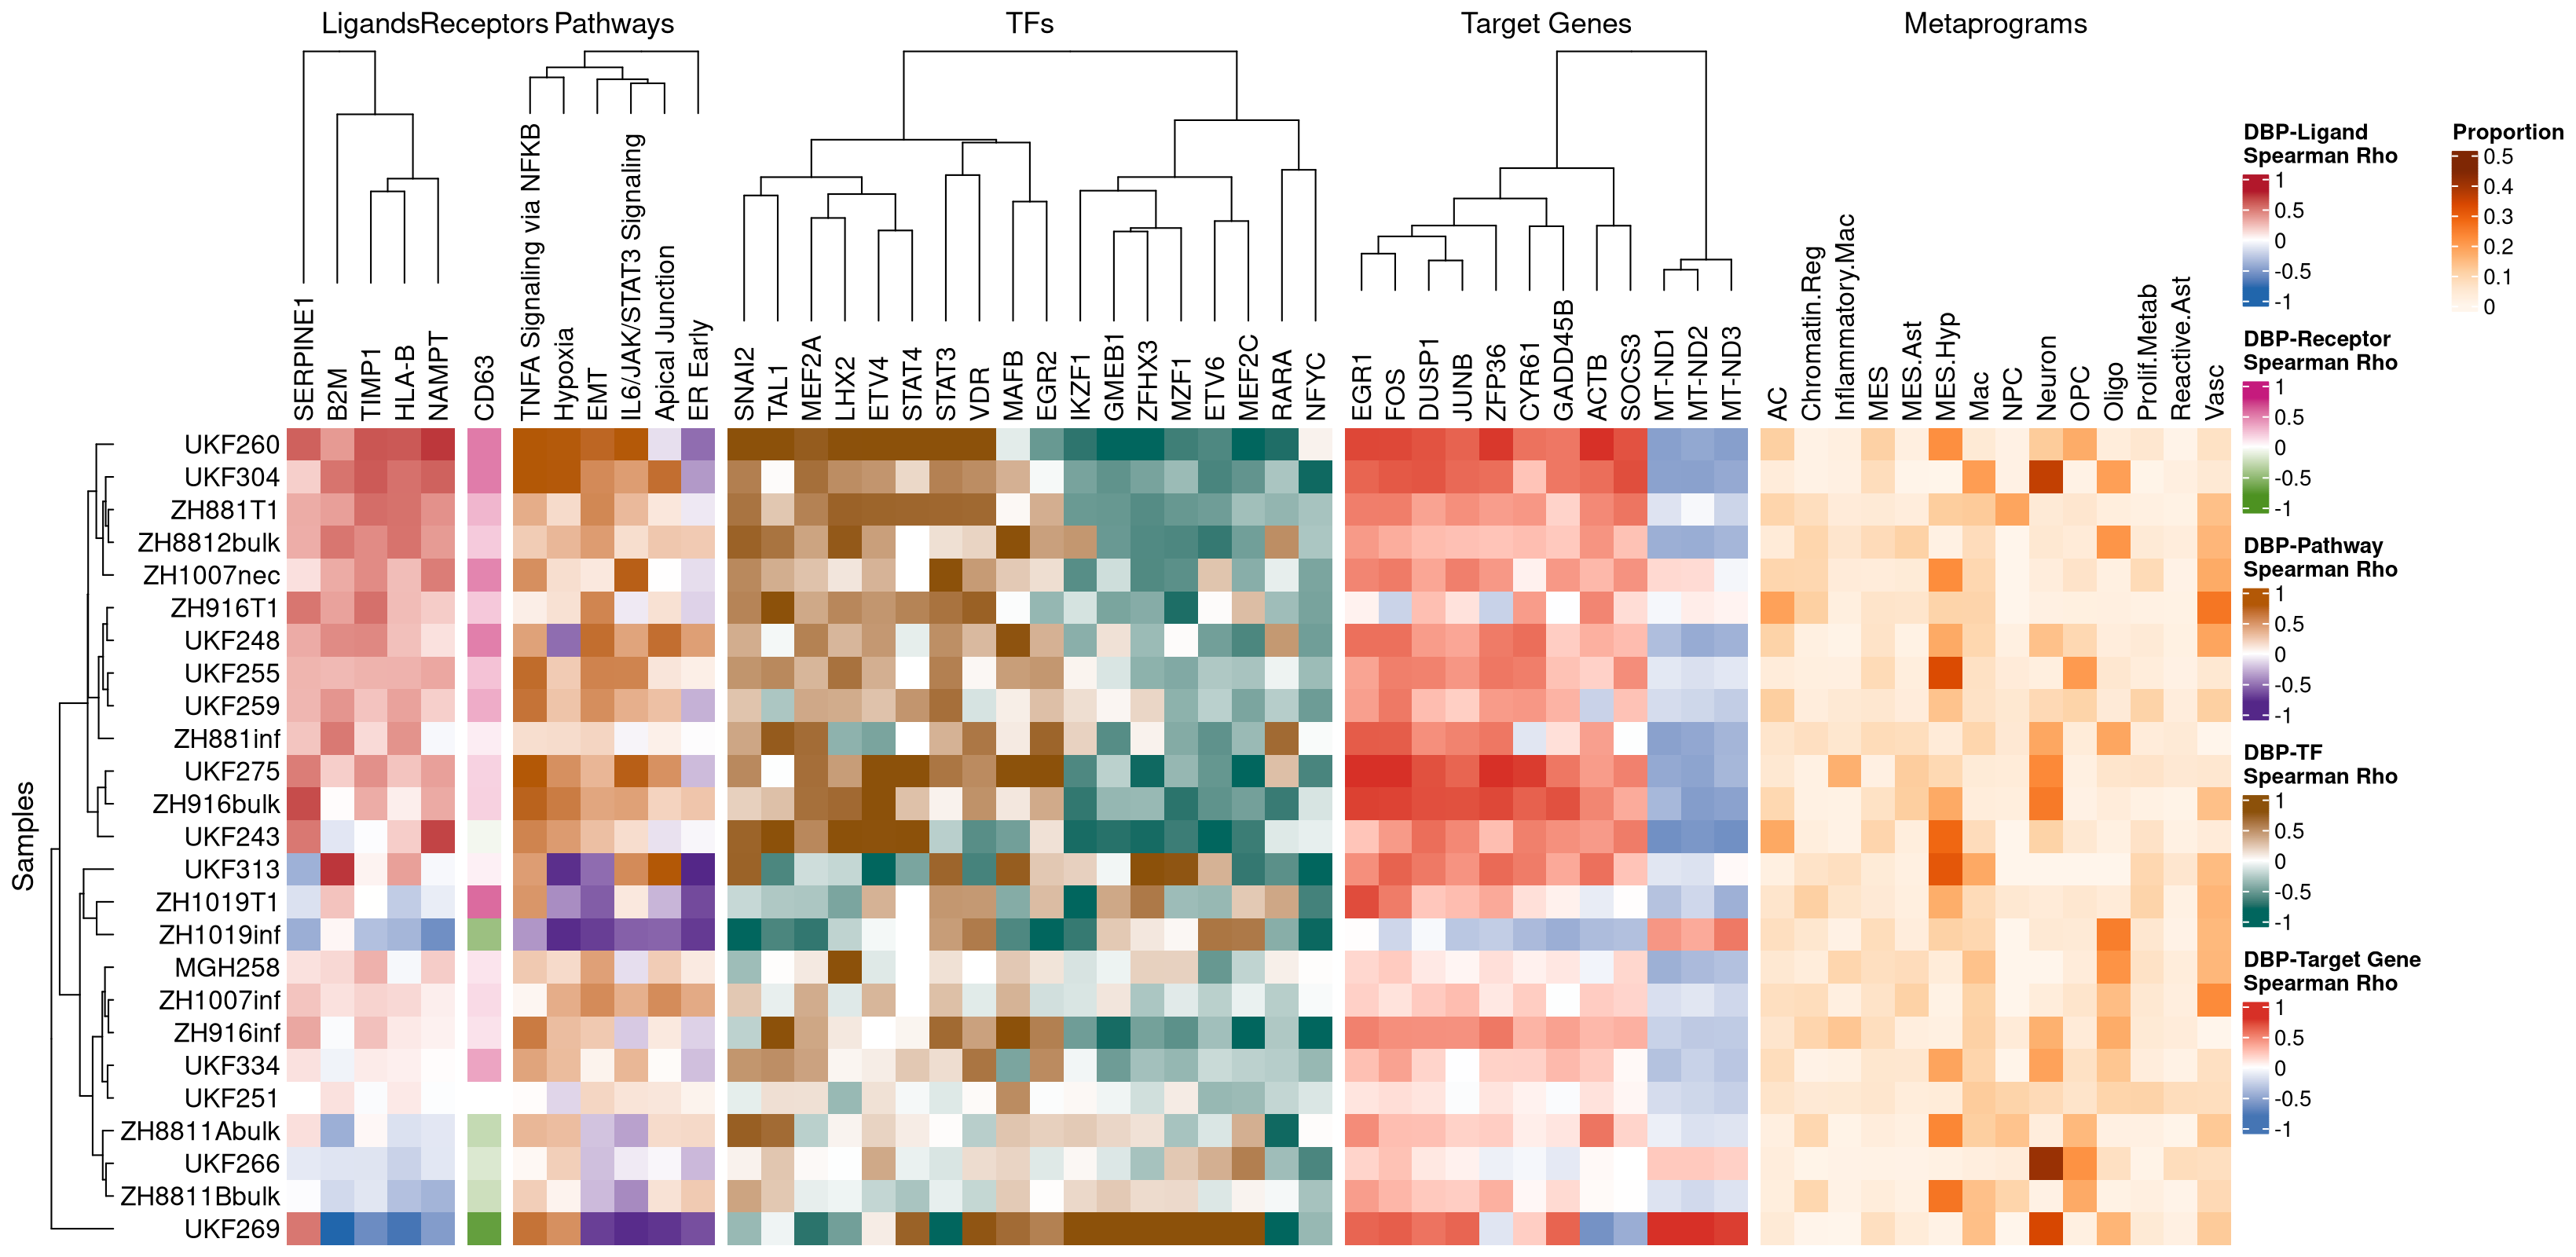 LigandsReceptors Pathways
TFs
Target Genes
Metaprograms
SERPINE1
B2M
TIMP1
HLA-B
NAMPT
CD63
TNFA Signaling via NFKB
Hypoxia
EMT
IL6/JAK/STAT3 Signaling
Apical Junction
ER Early
SNAI2
TAL1
MEF2A
LHX2
ETV4
STAT4
STAT3
VDR
MAFB
EGR2
IKZF1
GMEB1
ZFHX3
MZF1
ETV6
MEF2C
RARA
NFYC
EGR1
FOS
DUSP1
JUNB
ZFP36
CYR61
GADD45B
ACTB
SOCS3
MT-ND1
MT-ND2
MT-ND3
AC
Chromatin.Reg
Inflammatory.Mac
MES
MES.Ast
MES.Hyp
Mac
NPC
Neuron
OPC
Oligo
Prolif.Metab
Reactive.Ast
Vasc
Samples
UKF260
UKF304
ZH881T1
ZH8812bulk
ZH1007nec
ZH916T1
UKF248
UKF255
UKF259
ZH881inf
UKF275
ZH916bulk
UKF243
UKF313
ZH1019T1
ZH1019inf
MGH258
ZH1007inf
ZH916inf
UKF334
UKF251
ZH8811Abulk
UKF266
ZH8811Bbulk
UKF269
DBP-Ligand
Spearman Rho
1
0.5
0
-0.5
-1
DBP-Receptor
Spearman Rho
1
0.5
0
-0.5
-1
DBP-Pathway
Spearman Rho
1
0.5
0
-0.5
-1
DBP-TF
Spearman Rho
1
0.5
0
-0.5
-1
DBP-Target Gene
Spearman Rho
1
0.5
0
-0.5
-1
Proportion
0.5
0.4
0.3
0.2
0.1
0